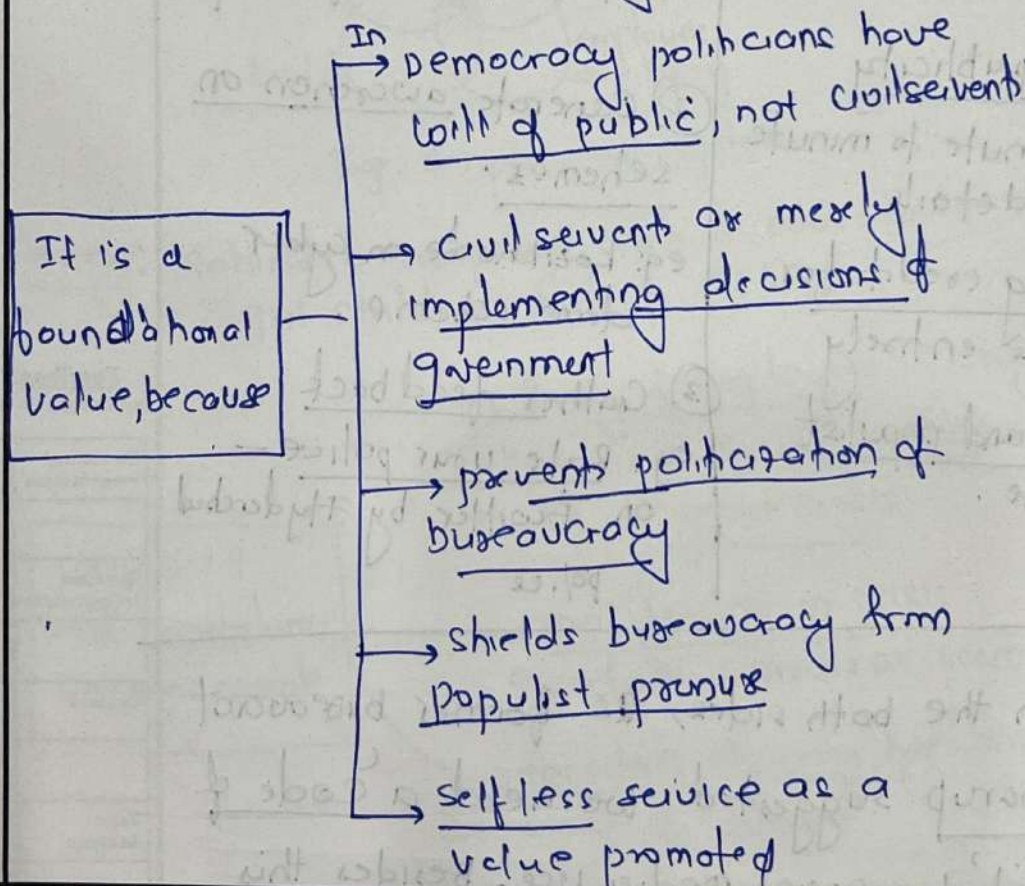 It is a
foundational
value, because
In
→ Democracy politicians have
will of public, not civilservents
→ Civil servents or merely
implementing decisions of
government
→ prevents politicization of
bureaucracy
→ shields bureaucracy from
populist pressure
→ selfless service as a
value promoted